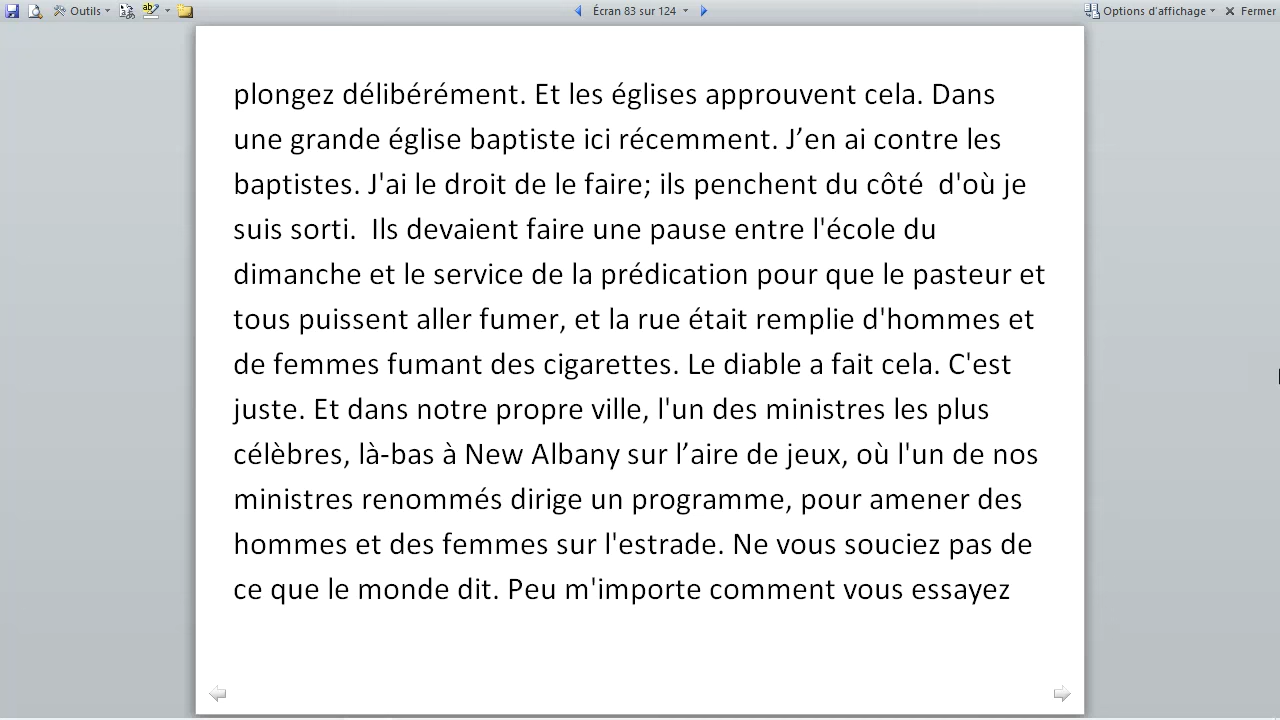 Outils
Écran 83 sur 124
Options d'affichage
Fermer
plongez délibérément. Et les églises approuvent cela. Dans
une grande église baptiste ici récemment. J’en ai contre les
baptistes. J'ai le droit de le faire; ils penchent du côté  d'où je
suis sorti.  Ils devaient faire une pause entre l'école du
dimanche et le service de la prédication pour que le pasteur et
tous puissent aller fumer, et la rue était remplie d'hommes et
de femmes fumant des cigarettes. Le diable a fait cela. C'est
juste. Et dans notre propre ville, l'un des ministres les plus
célèbres, là-bas à New Albany sur l’aire de jeux, où l'un de nos
ministres renommés dirige un programme, pour amener des
hommes et des femmes sur l'estrade. Ne vous souciez pas de
ce que le monde dit. Peu m'importe comment vous essayez